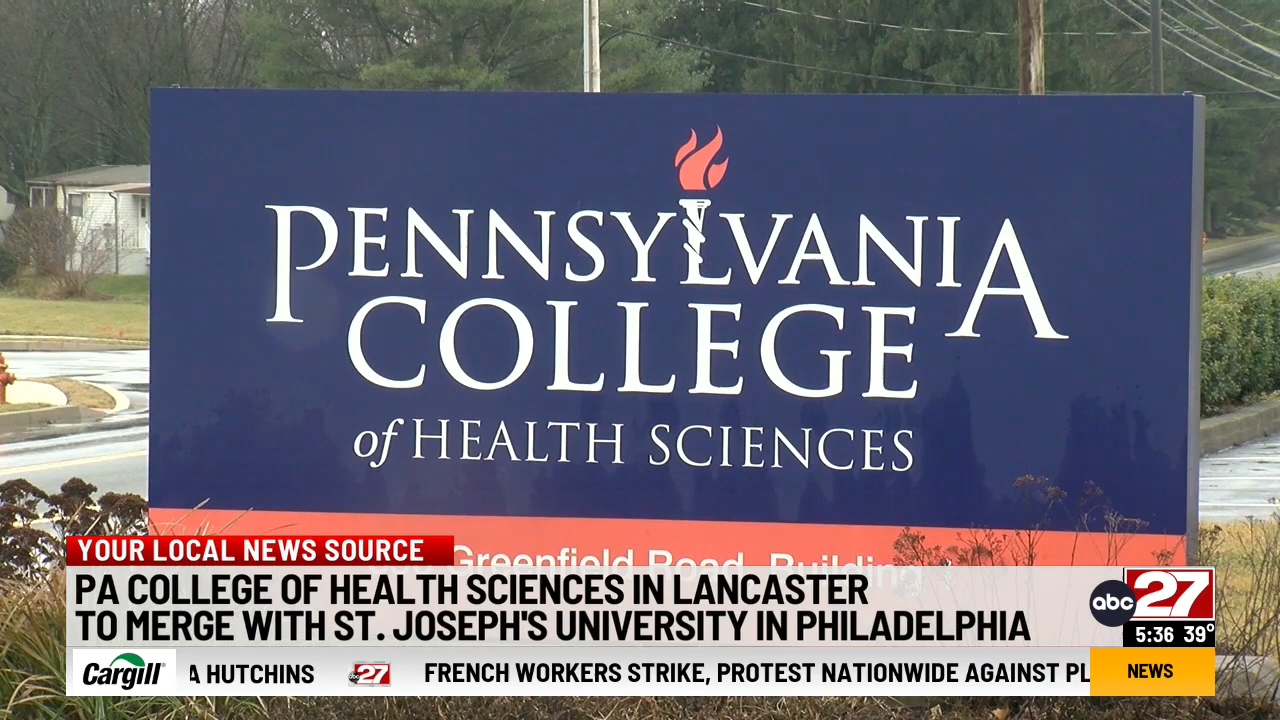 PENNSYLVANIA
COLLEGE
of HEALTH SCIENCES
Greenfield Road, Building
YOUR LOCAL NEWS SOURCE
PA COLLEGE OF HEALTH SCIENCES IN LANCASTER
TO MERGE WITH ST. JOSEPH'S UNIVERSITY IN PHILADELPHIA
abc 27
5:36 39°
Cargill A HUTCHINS abc 27 FRENCH WORKERS STRIKE, PROTEST NATIONWIDE AGAINST PL NEWS